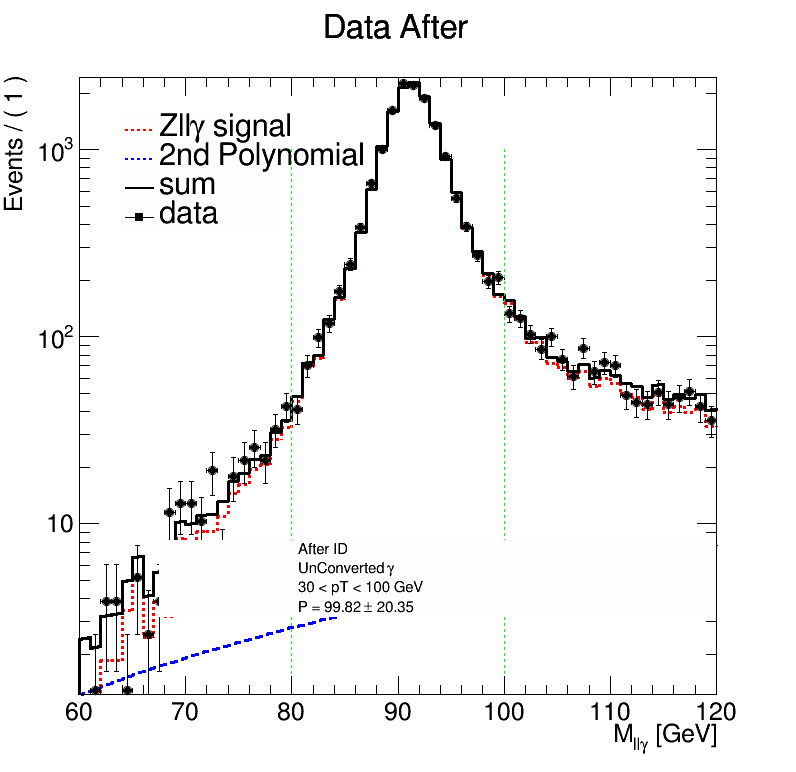 Data After
Events / ( 1 )
Zllγ signal
2nd Polynomial
sum
data
10³
10²
10
After ID
UnConverted γ
30 < pT < 100 GeV
P = 99.82 ± 20.35
60 70 80 90 100 110 120
M_llγ [GeV]